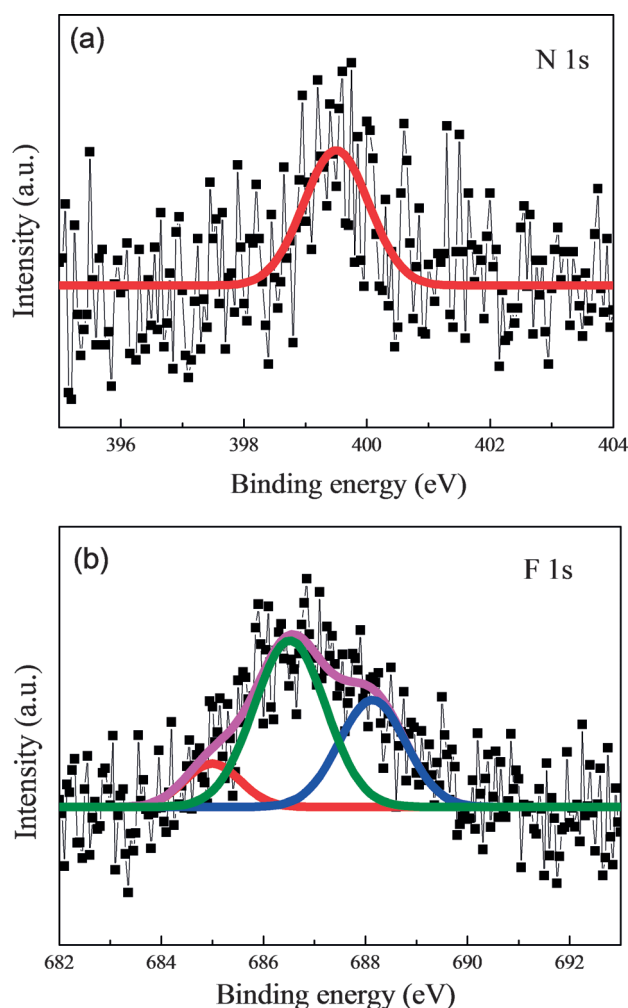 (a)
N 1s
Intensity (a.u.)
396 398 400 402 404
Binding energy (eV)
(b)
F 1s
Intensity (a.u.)
682 684 686 688 690 692
Binding energy (eV)